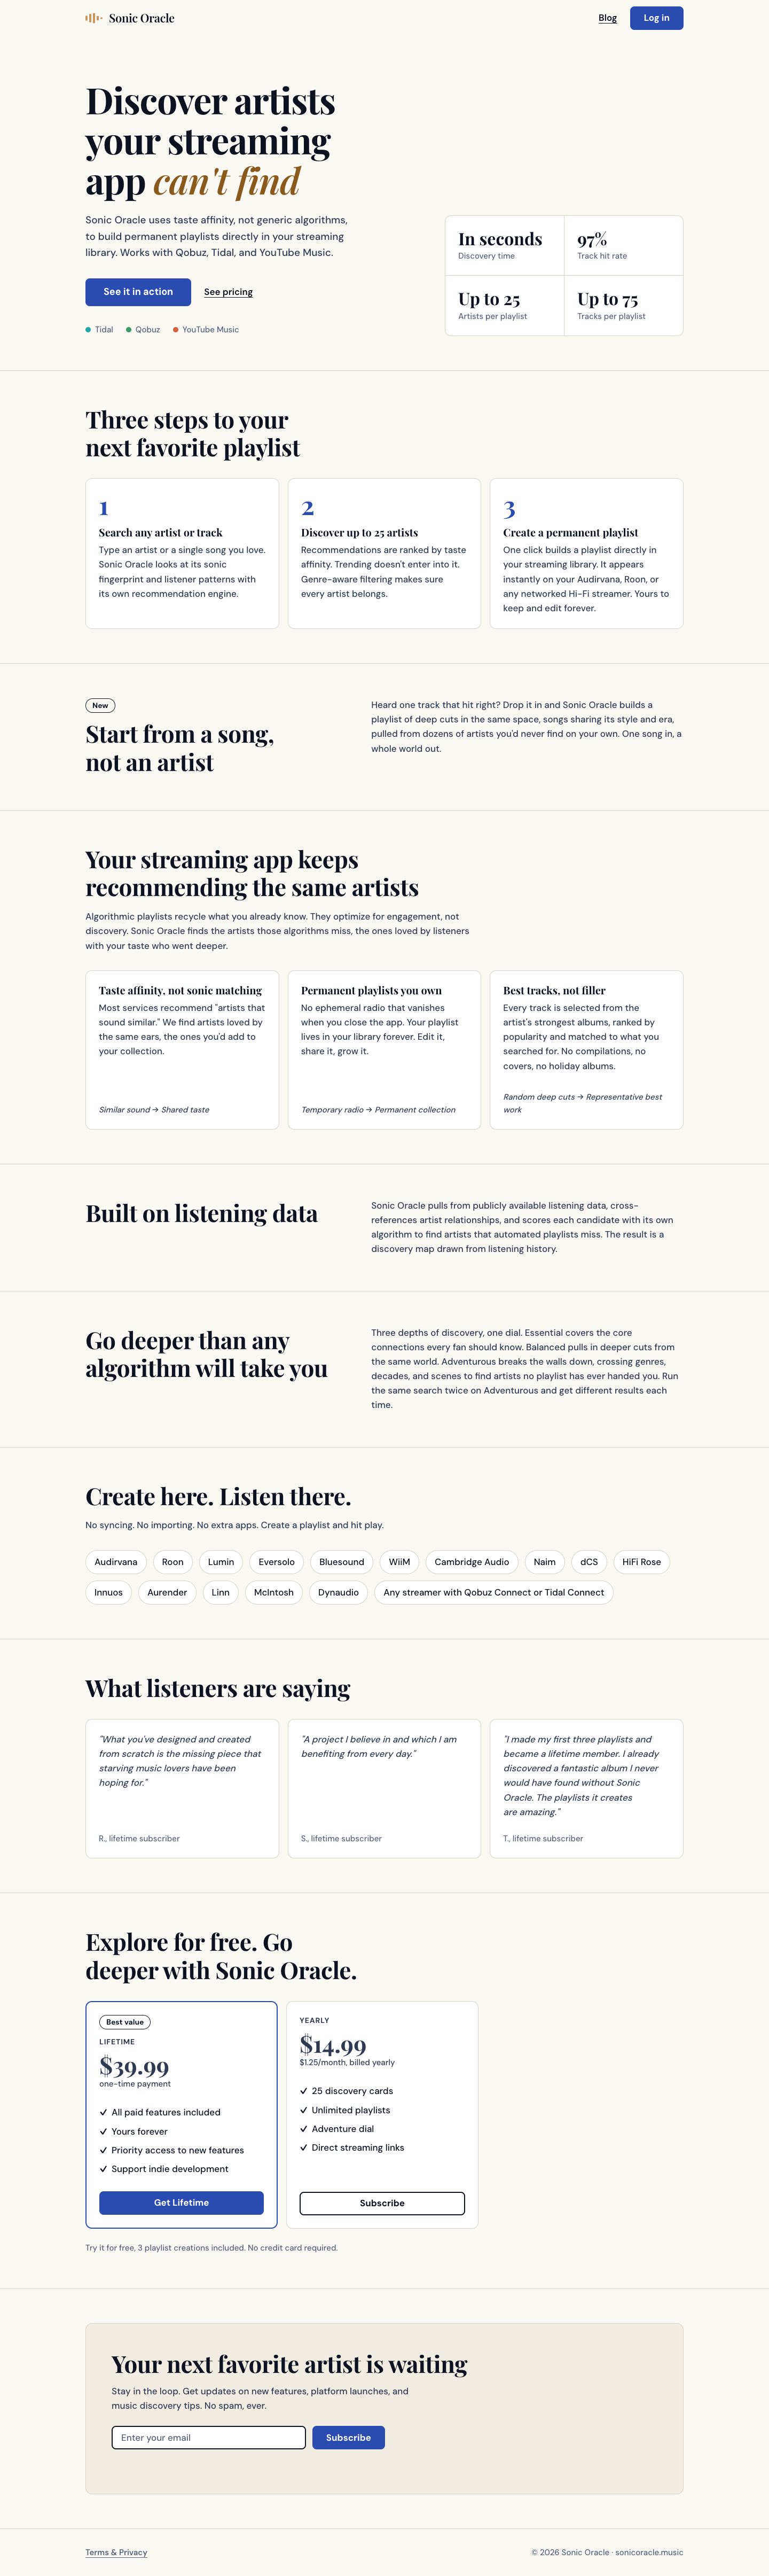 Sonic Oracle
Blog
Log in
Discover artists
your streaming
app can't find
Sonic Oracle uses taste affinity, not generic algorithms,
to build permanent playlists directly in your streaming
library. Works with Qobuz, Tidal, and YouTube Music.
See it in action
See pricing
Tidal
Qobuz
YouTube Music
In seconds
Discovery time
97%
Track hit rate
Up to 25
Artists per playlist
Up to 75
Tracks per playlist
Three steps to your
next favorite playlist
1
Search any artist or track
Type an artist or a single song you love.
Sonic Oracle looks at its sonic
fingerprint and listener patterns with
its own recommendation engine.
2
Discover up to 25 artists
Recommendations are ranked by taste
affinity. Trending doesn't enter into it.
Genre-aware filtering makes sure
every artist belongs.
3
Create a permanent playlist
One click builds a playlist directly in
your streaming library. It appears
instantly on your Audirvana, Roon, or
any networked Hi-Fi streamer. Yours to
keep and edit forever.
New
Start from a song,
not an artist
Heard one track that hit right? Drop it in and Sonic Oracle builds a
playlist of deep cuts in the same space, songs sharing its style and era,
pulled from dozens of artists you'd never find on your own. One song in, a
whole world out.
Your streaming app keeps
recommending the same artists
Algorithmic playlists recycle what you already know. They optimize for engagement, not
discovery. Sonic Oracle finds the artists those algorithms miss, the ones loved by listeners
with your taste who went deeper.
Taste affinity, not sonic matching
Most services recommend "artists that
sound similar." We find artists loved by
the same ears, the ones you'd add to
your collection.
Similar sound → Shared taste
Permanent playlists you own
No ephemeral radio that vanishes
when you close the app. Your playlist
lives in your library forever. Edit it,
share it, grow it.
Temporary radio → Permanent collection
Best tracks, not filler
Every track is selected from the
artist's strongest albums, ranked by
popularity and matched to what you
searched for. No compilations, no
covers, no holiday albums.
Random deep cuts → Representative best
work
Built on listening data
Sonic Oracle pulls from publicly available listening data, cross-
references artist relationships, and scores each candidate with its own
algorithm to find artists that automated playlists miss. The result is a
discovery map drawn from listening history.
Go deeper than any
algorithm will take you
Three depths of discovery, one dial. Essential covers the core
connections every fan should know. Balanced pulls in deeper cuts from
the same world. Adventurous breaks the walls down, crossing genres,
decades, and scenes to find artists no playlist has ever handed you. Run
the same search twice on Adventurous and get different results each
time.
Create here. Listen there.
No syncing. No importing. No extra apps. Create a playlist and hit play.
Audirvana
Roon
Lumin
Eversolo
Bluesound
WiiM
Cambridge Audio
Naim
dCS
HiFi Rose
Innuos
Aurender
Linn
McIntosh
Dynaudio
Any streamer with Qobuz Connect or Tidal Connect
What listeners are saying
"What you've designed and created
from scratch is the missing piece that
starving music lovers have been
hoping for."
R., lifetime subscriber
"A project I believe in and which I am
benefiting from every day."
S., lifetime subscriber
"I made my first three playlists and
became a lifetime member. I already
discovered a fantastic album I never
would have found without Sonic
Oracle. The playlists it creates
are amazing."
T., lifetime subscriber
Explore for free. Go
deeper with Sonic Oracle.
Best value
LIFETIME
$39.99
one-time payment
✓ All paid features included
✓ Yours forever
✓ Priority access to new features
✓ Support indie development
Get Lifetime
YEARLY
$14.99
$1.25/month, billed yearly
✓ 25 discovery cards
✓ Unlimited playlists
✓ Adventure dial
✓ Direct streaming links
Subscribe
Try it for free, 3 playlist creations included. No credit card required.
Your next favorite artist is waiting
Stay in the loop. Get updates on new features, platform launches, and
music discovery tips. No spam, ever.
Enter your email
Subscribe
Terms & Privacy
© 2026 Sonic Oracle · sonicoracle.music